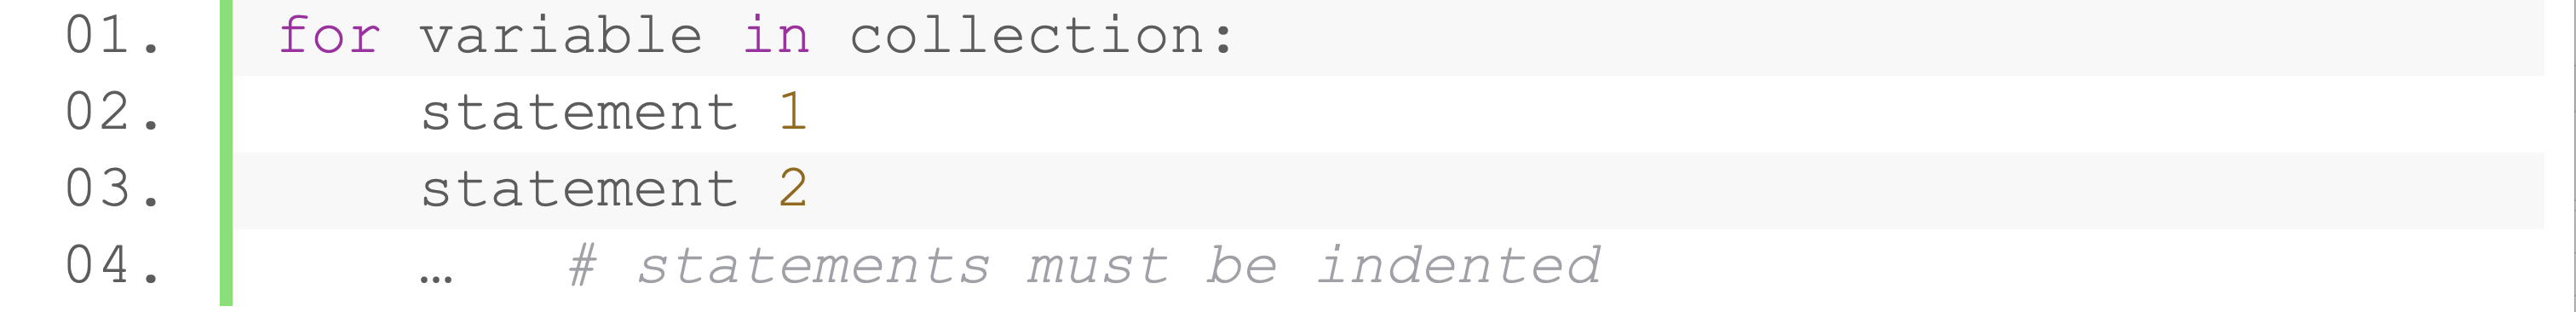 01. for variable in collection:
02.     statement 1
03.     statement 2
04.     …   # statements must be indented